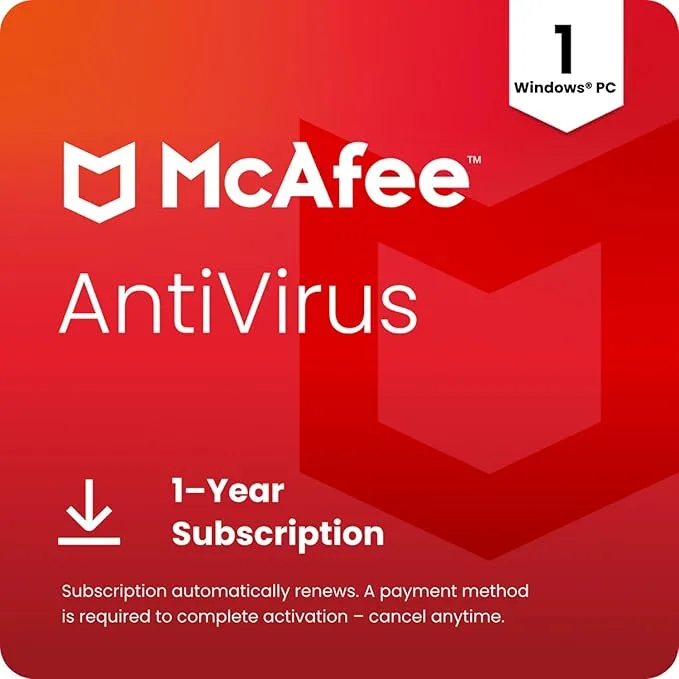 1
Windows® PC
McAfee™
AntiVirus
1–Year
Subscription
Subscription automatically renews. A payment method
is required to complete activation – cancel anytime.